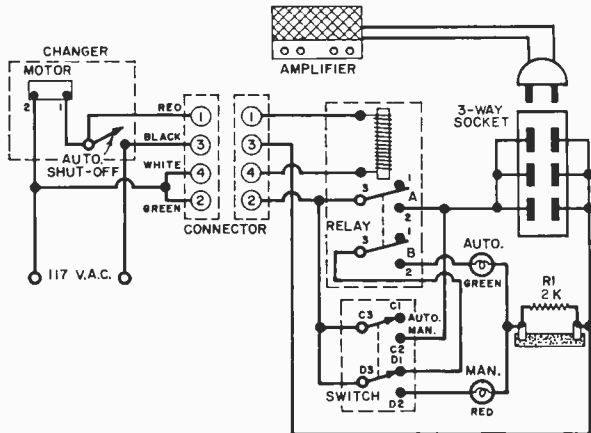 CHANGER
MOTOR
2 1
RED
BLACK
AUTO.
SHUT-OFF
WHITE
GREEN
117 V.A.C.
1
3
4
2
CONNECTOR
1
3
4
2
AMPLIFIER
3-WAY
SOCKET
3
1
A
2
RELAY
3
1
B
2
AUTO.
GREEN
R1
2K
C1
C3
AUTO.
MAN.
C2
D1
D3
D2
SWITCH
MAN.
RED